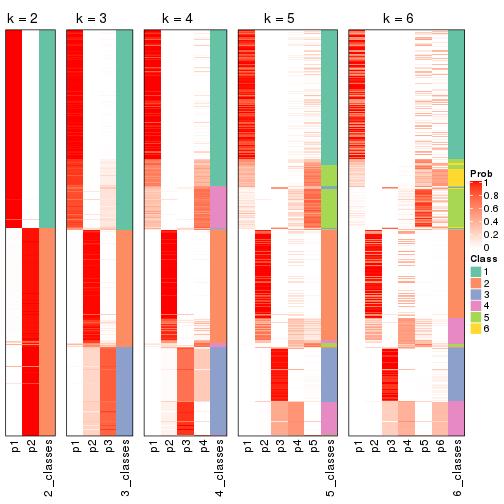 k = 2
k = 3
k = 4
k = 5
k = 6
Prob
1
0.8
0.6
0.4
0.2
0
Class
1
2
3
4
5
6
p1
p2
2_classes
p1
p2
p3
3_classes
p1
p2
p3
p4
4_classes
p1
p2
p3
p4
p5
5_classes
p1
p2
p3
p4
p5
p6
6_classes